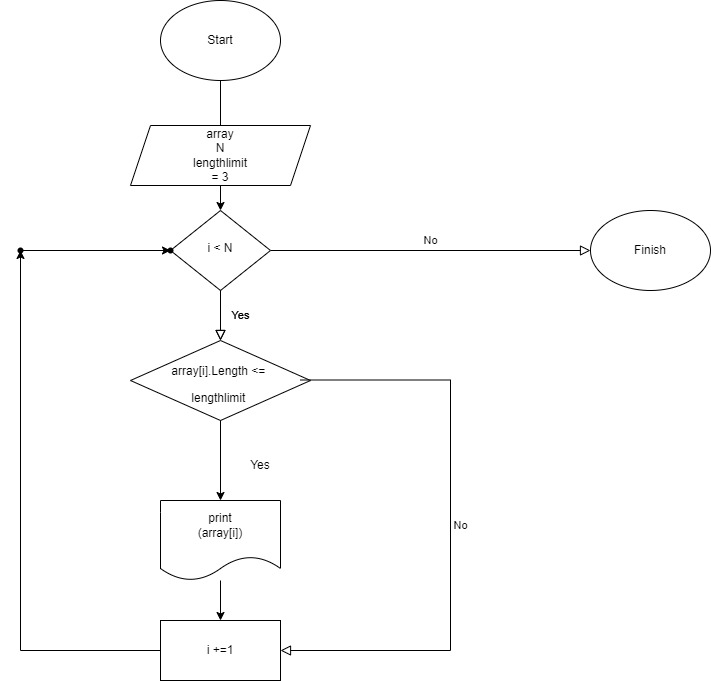 Start
array
N
lengthlimit
= 3
i < N
No
Finish
Yes
array[i].Length <=
lengthlimit
Yes
print
(array[i])
No
i +=1